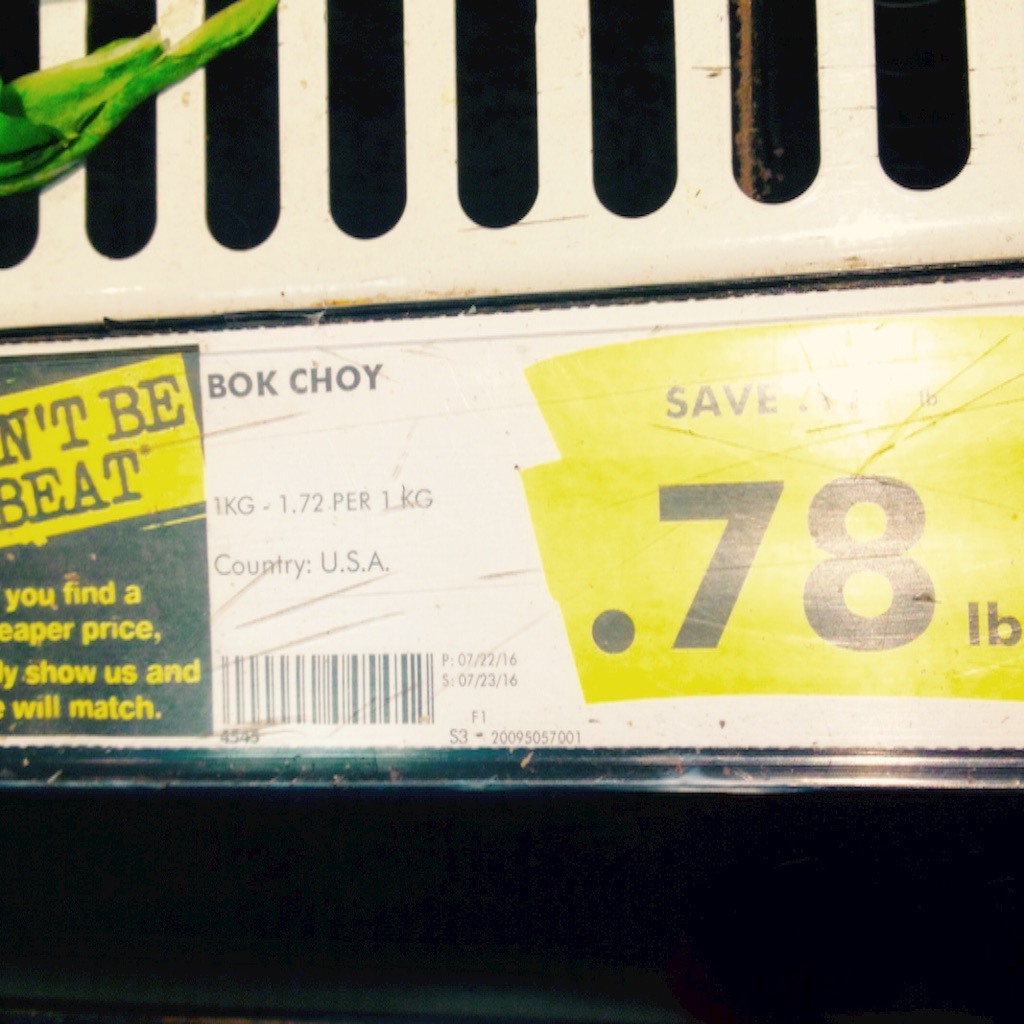 N'T BE
BEAT
you find a
eaper price,
ly show us and
e will match.
BOK CHOY
1KG - 1.72 PER 1 KG
Country: U.S.A.
4545
P: 07/22/16
S: 07/23/16
F1
S3 - 20095057001
SAVE lb
.78 lb